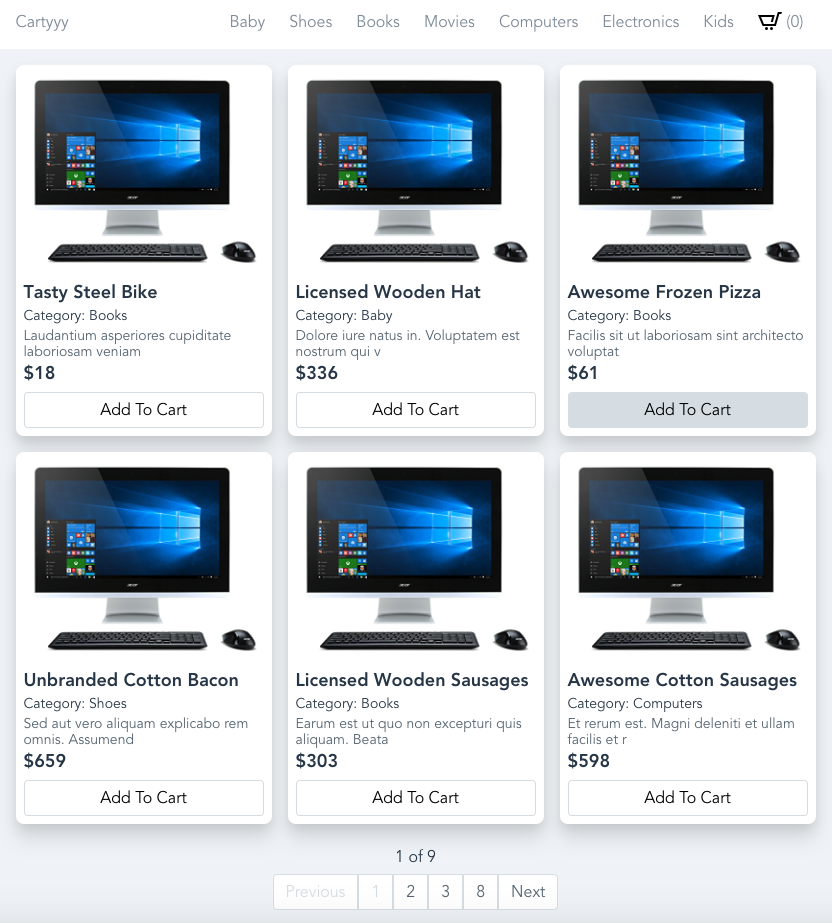 Cartyyy Baby Shoes Books Movies Computers Electronics Kids (0)
Tasty Steel Bike
Category: Books
Laudantium asperiores cupiditate
laboriosam veniam
$18
Add To Cart
Licensed Wooden Hat
Category: Baby
Dolore iure natus in. Voluptatem est
nostrum qui v
$336
Add To Cart
Awesome Frozen Pizza
Category: Books
Facilis sit ut laboriosam sint architecto
voluptat
$61
Add To Cart
Unbranded Cotton Bacon
Category: Shoes
Sed aut vero aliquam explicabo rem
omnis. Assumend
$659
Add To Cart
Licensed Wooden Sausages
Category: Books
Earum est ut quo non excepturi quis
aliquam. Beata
$303
Add To Cart
Awesome Cotton Sausages
Category: Computers
Et rerum est. Magni deleniti et ullam
facilis et r
$598
Add To Cart
1 of 9
Previous 1 2 3 8 Next